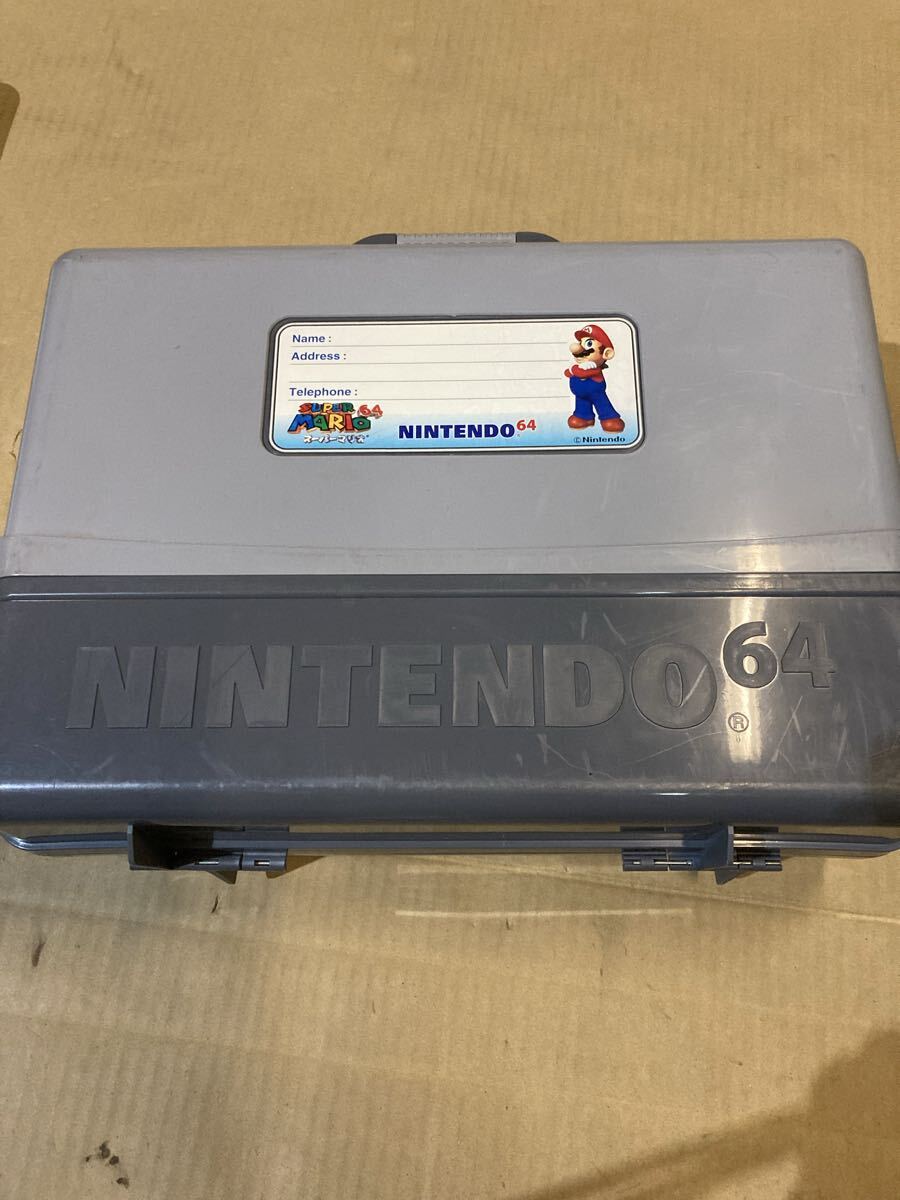 Name :
Address :
Telephone :
SUPER
MARIO 64
スーパーマリオ®
NINTENDO64
©Nintendo
NINTENDO64®